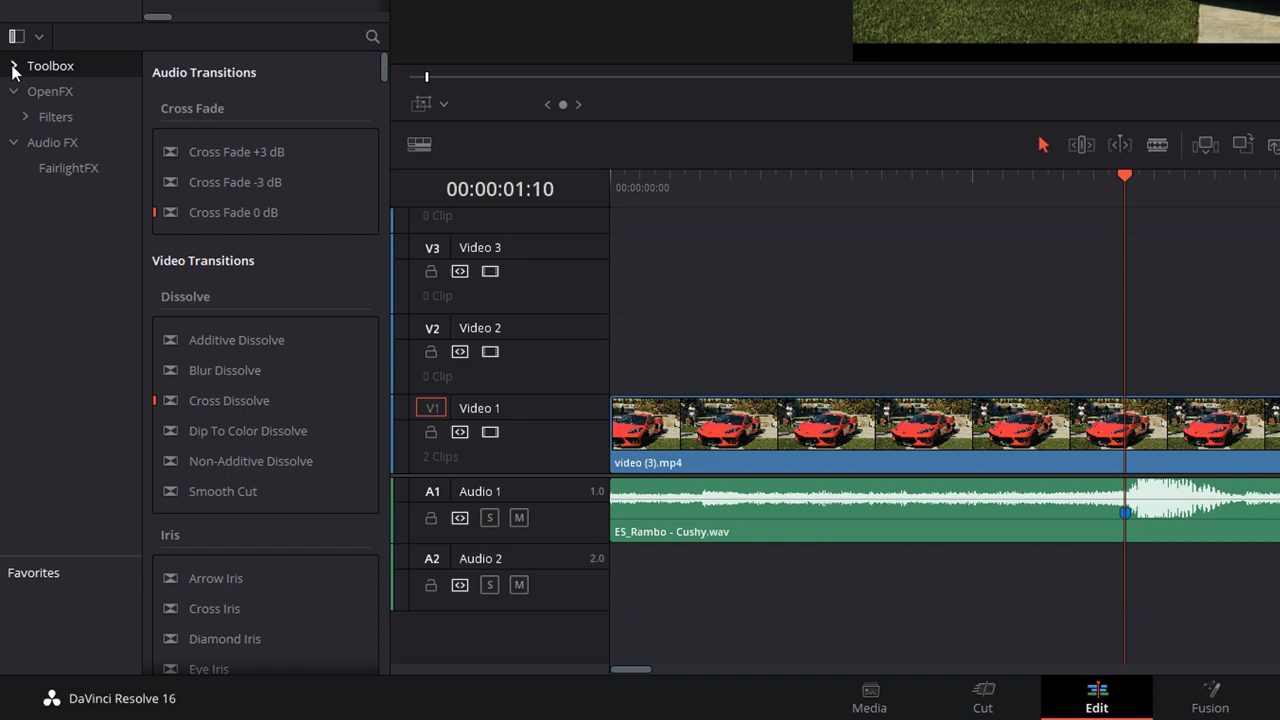 Toolbox
OpenFX
Filters
Audio FX
FairlightFX
Favorites
Audio Transitions
Cross Fade
Cross Fade +3 dB
Cross Fade -3 dB
Cross Fade 0 dB
Video Transitions
Dissolve
Additive Dissolve
Blur Dissolve
Cross Dissolve
Dip To Color Dissolve
Non-Additive Dissolve
Smooth Cut
Iris
Arrow Iris
Cross Iris
Diamond Iris
Eye Iris
00:00:01:10
00:00:00:00
0 Clip
V3 Video 3
0 Clip
V2 Video 2
0 Clip
V1 Video 1
2 Clips
video (3).mp4
A1 Audio 1 1.0
S M
ES_Rambo - Cushy.wav
A2 Audio 2 2.0
S M
DaVinci Resolve 16
Media
Cut
Edit
Fusion